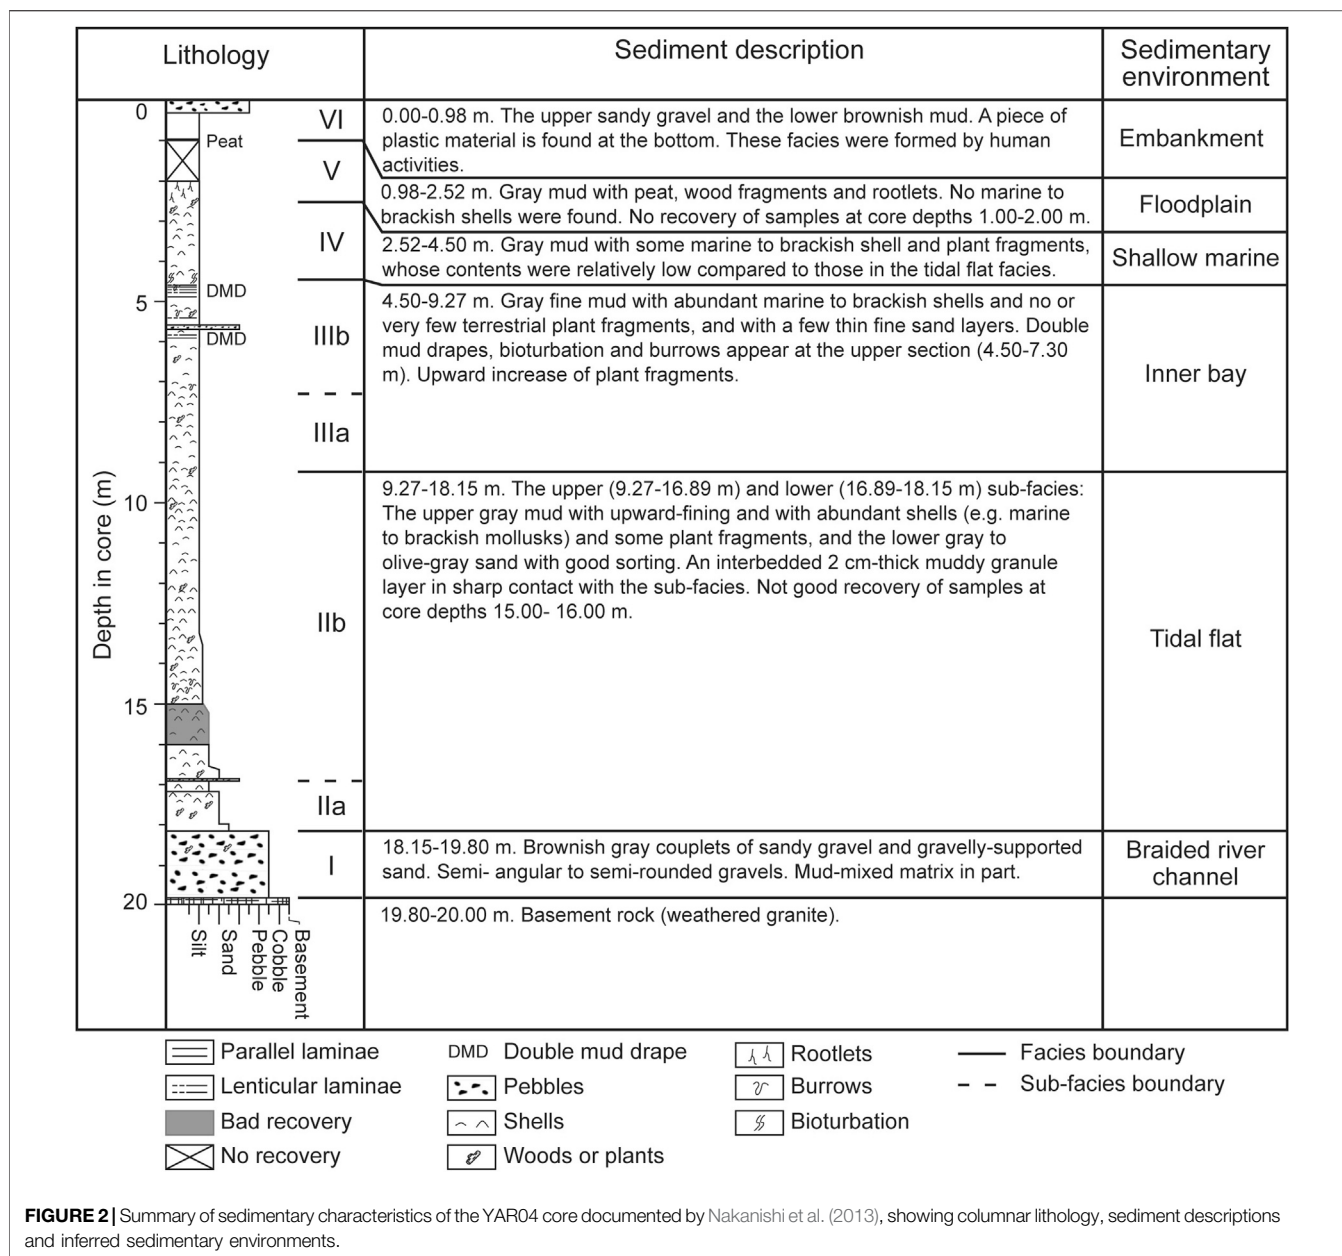 Lithology
Sediment description
Sedimentary
environment
0
Peat
5
DMD
DMD
10
15
20
Depth in core (m)
Silt
Sand
Pebble
Cobble
Basement
VI
V
IV
IIIb
IIIa
IIb
IIa
I
0.00-0.98 m. The upper sandy gravel and the lower brownish mud. A piece of
plastic material is found at the bottom. These facies were formed by human
activities.
Embankment
0.98-2.52 m. Gray mud with peat, wood fragments and rootlets. No marine to
brackish shells were found. No recovery of samples at core depths 1.00-2.00 m.
Floodplain
2.52-4.50 m. Gray mud with some marine to brackish shell and plant fragments,
whose contents were relatively low compared to those in the tidal flat facies.
Shallow marine
4.50-9.27 m. Gray fine mud with abundant marine to brackish shells and no or
very few terrestrial plant fragments, and with a few thin fine sand layers. Double
mud drapes, bioturbation and burrows appear at the upper section (4.50-7.30
m). Upward increase of plant fragments.
Inner bay
9.27-18.15 m. The upper (9.27-16.89 m) and lower (16.89-18.15 m) sub-facies:
The upper gray mud with upward-fining and with abundant shells (e.g. marine
to brackish mollusks) and some plant fragments, and the lower gray to
olive-gray sand with good sorting. An interbedded 2 cm-thick muddy granule
layer in sharp contact with the sub-facies. Not good recovery of samples at
core depths 15.00- 16.00 m.
Tidal flat
18.15-19.80 m. Brownish gray couplets of sandy gravel and gravelly-supported
sand. Semi- angular to semi-rounded gravels. Mud-mixed matrix in part.
Braided river
channel
19.80-20.00 m. Basement rock (weathered granite).
Parallel laminae
Lenticular laminae
Bad recovery
No recovery
DMD Double mud drape
Pebbles
Shells
Woods or plants
Rootlets
Burrows
Bioturbation
Facies boundary
Sub-facies boundary
FIGURE 2 | Summary of sedimentary characteristics of the YAR04 core documented by Nakanishi et al. (2013), showing columnar lithology, sediment descriptions
and inferred sedimentary environments.